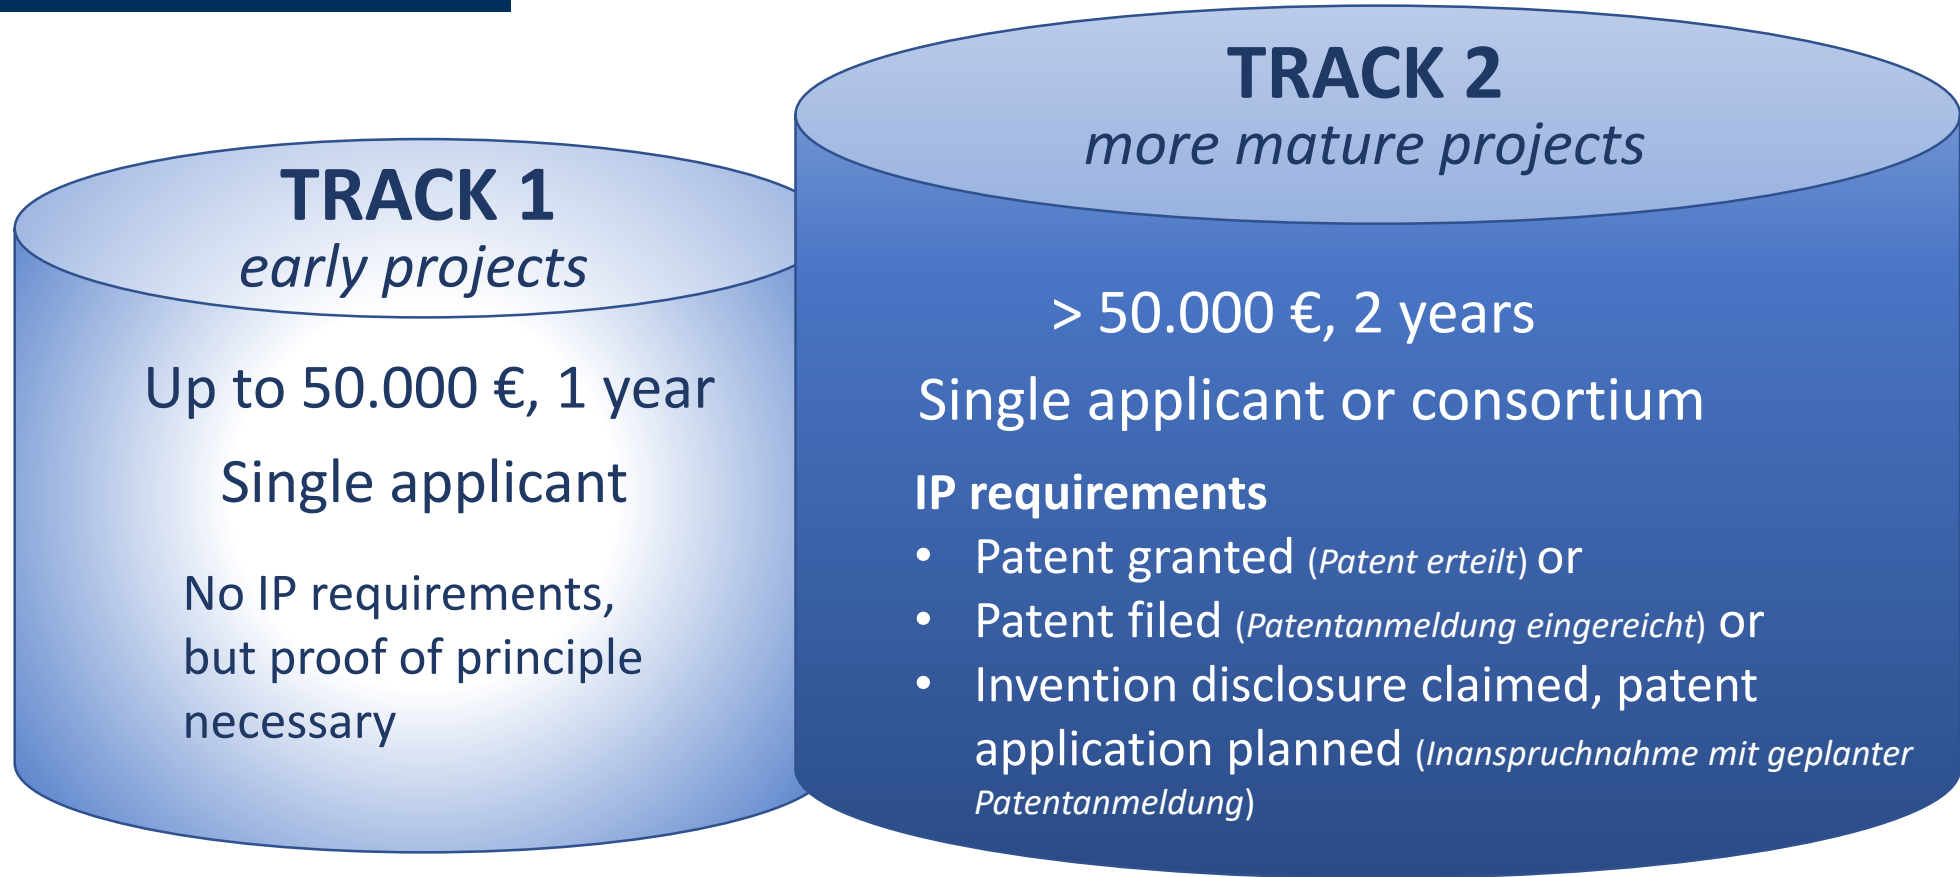 TRACK 1
early projects
Up to 50.000 €, 1 year
Single applicant
No IP requirements,
but proof of principle
necessary
TRACK 2
more mature projects
> 50.000 €, 2 years
Single applicant or consortium
IP requirements
• Patent granted (Patent erteilt) or
• Patent filed (Patentanmeldung eingereicht) or
• Invention disclosure claimed, patent
application planned (Inanspruchnahme mit geplanter
Patentanmeldung)